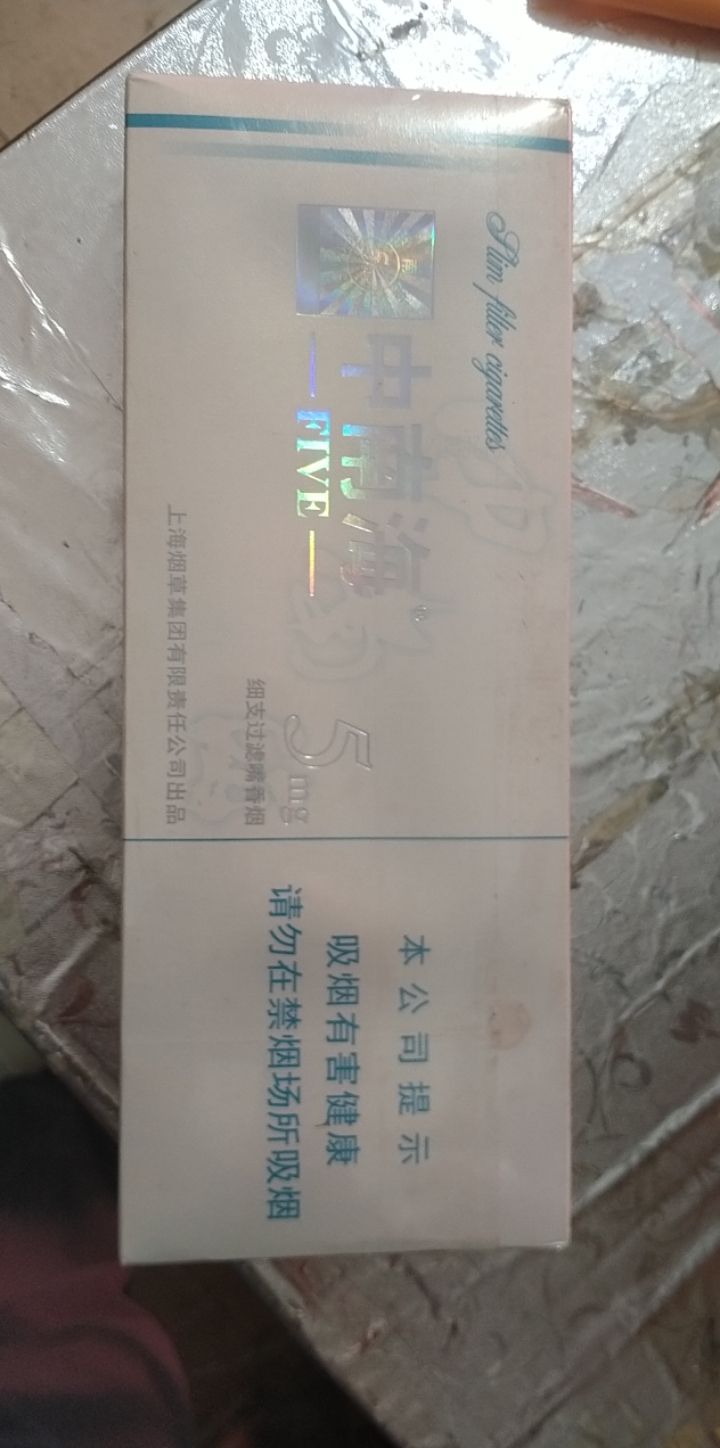 Slim filter cigarettes
中南海®
FIVE
5mg
细支过滤嘴香烟
上海烟草集团有限责任公司出品
本公司提示
吸烟有害健康
请勿在禁烟场所吸烟